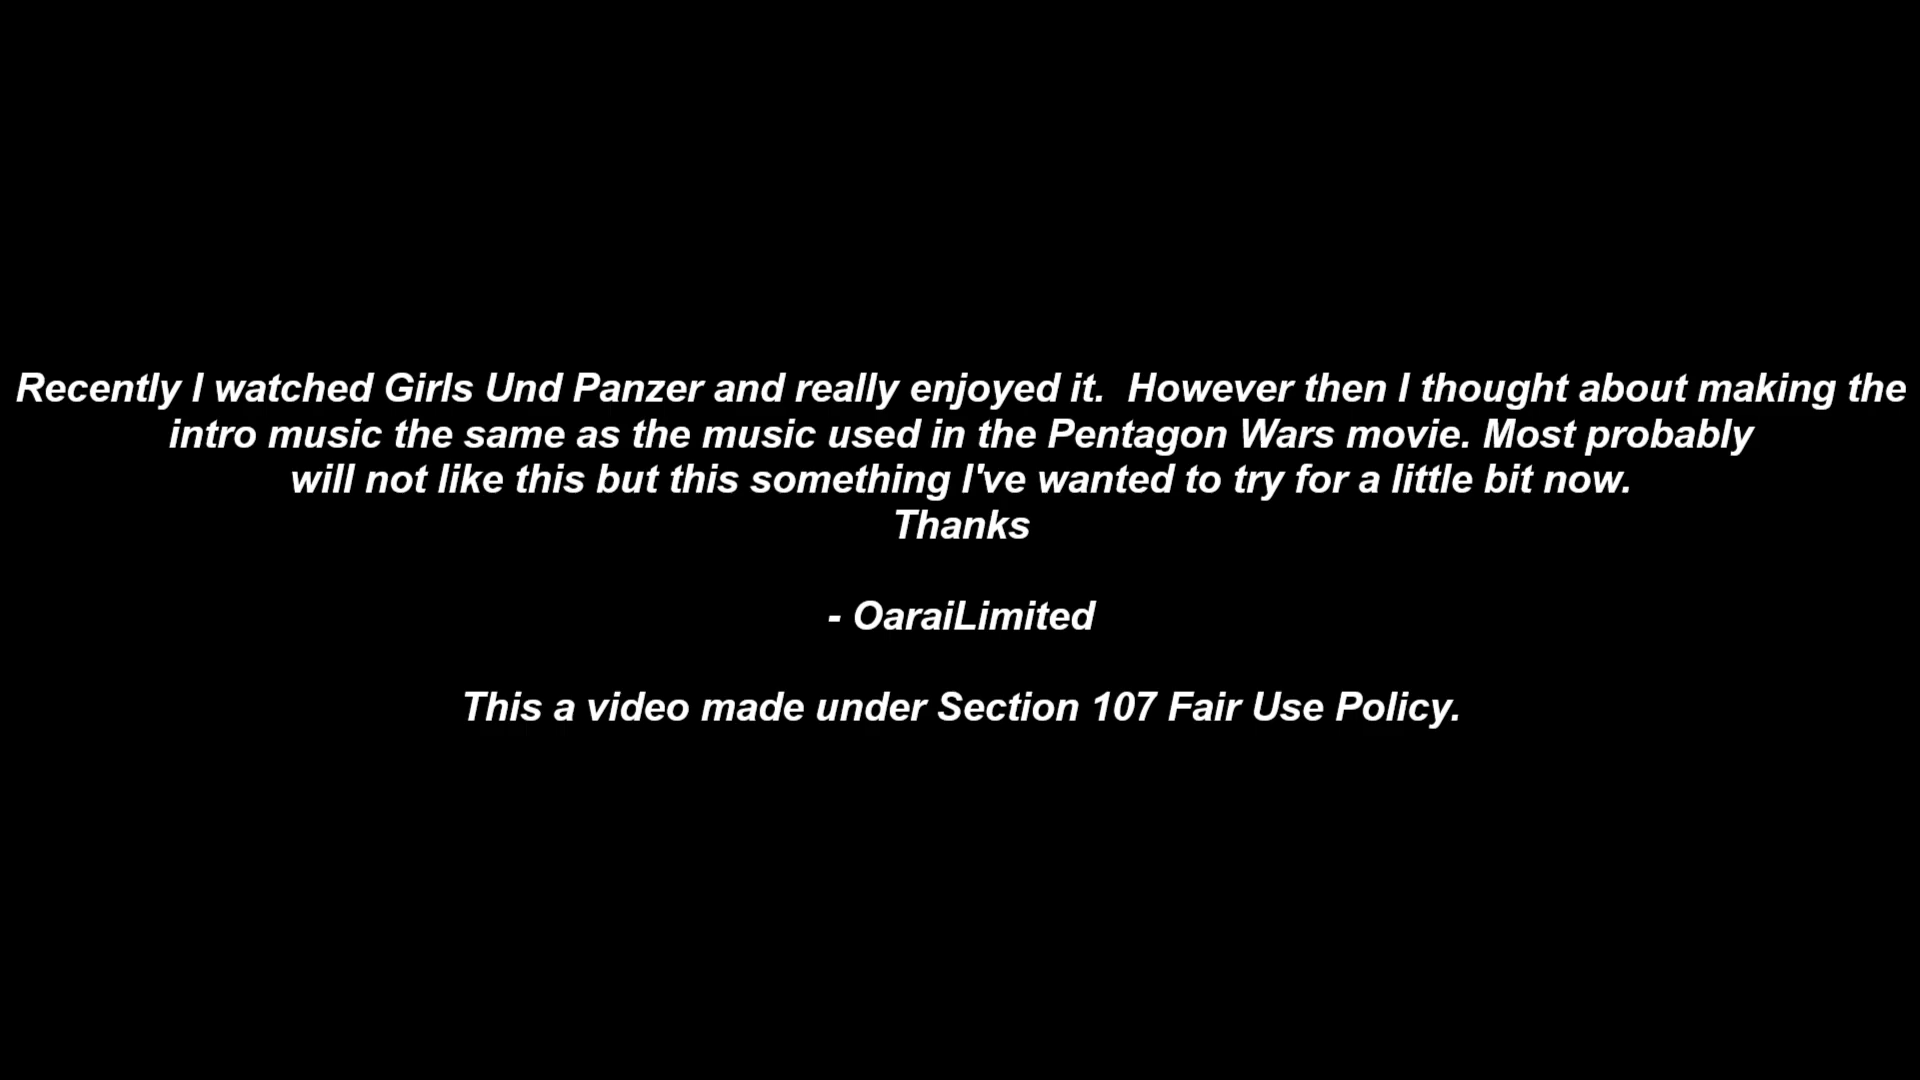 Recently I watched Girls Und Panzer and really enjoyed it.  However then I thought about making the
intro music the same as the music used in the Pentagon Wars movie. Most probably
will not like this but this something I've wanted to try for a little bit now.
Thanks
- OaraiLimited
This a video made under Section 107 Fair Use Policy.